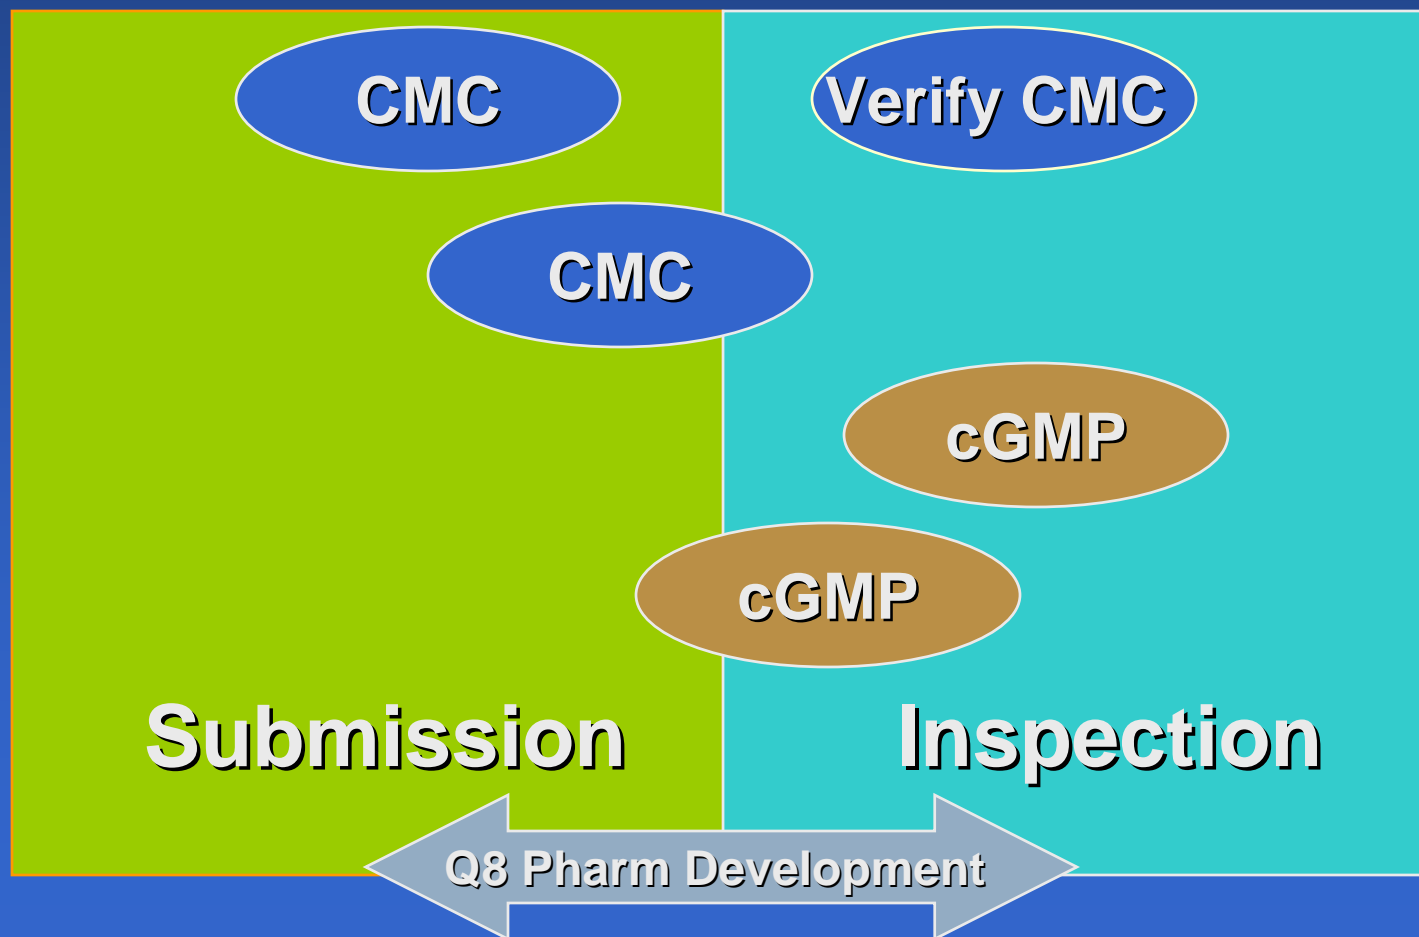 CMC
Verify CMC
CMC
cGMP
cGMP
Submission
Inspection
Q8 Pharm Development